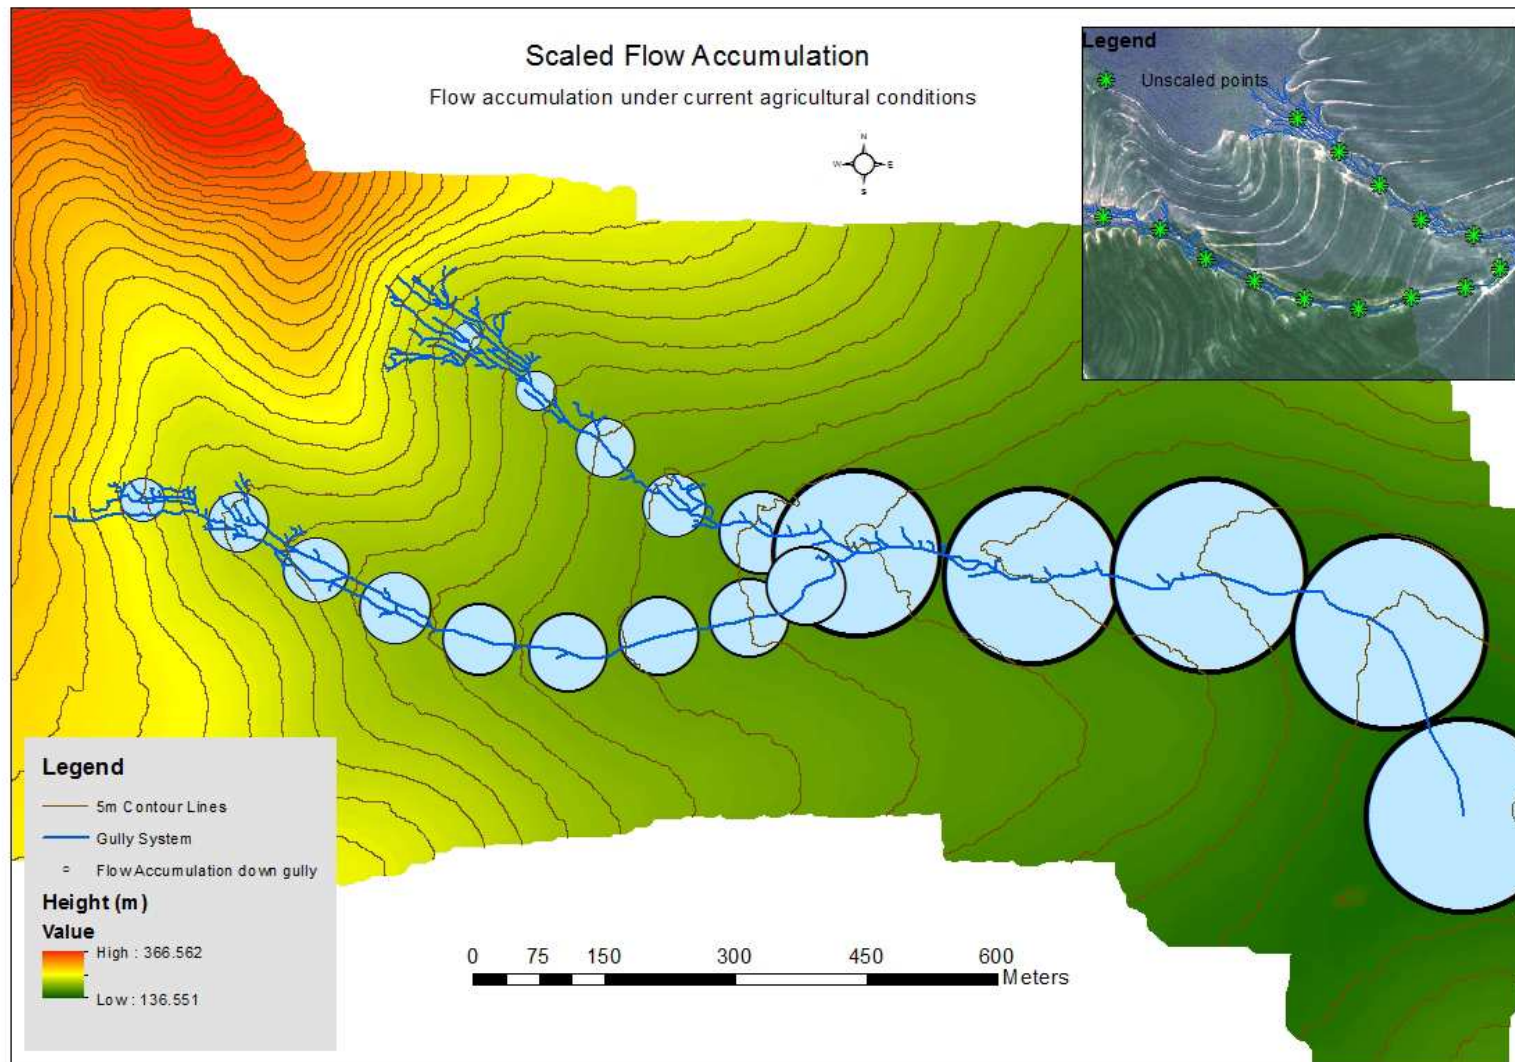 Scaled Flow Accumulation
Flow accumulation under current agricultural conditions
N
W E
S
Legend
Unscaled points
Legend
5m Contour Lines
Gully System
Flow Accumulation down gully
Height (m)
Value
High : 366.562
Low : 136.551
0 75 150 300 450 600
Meters